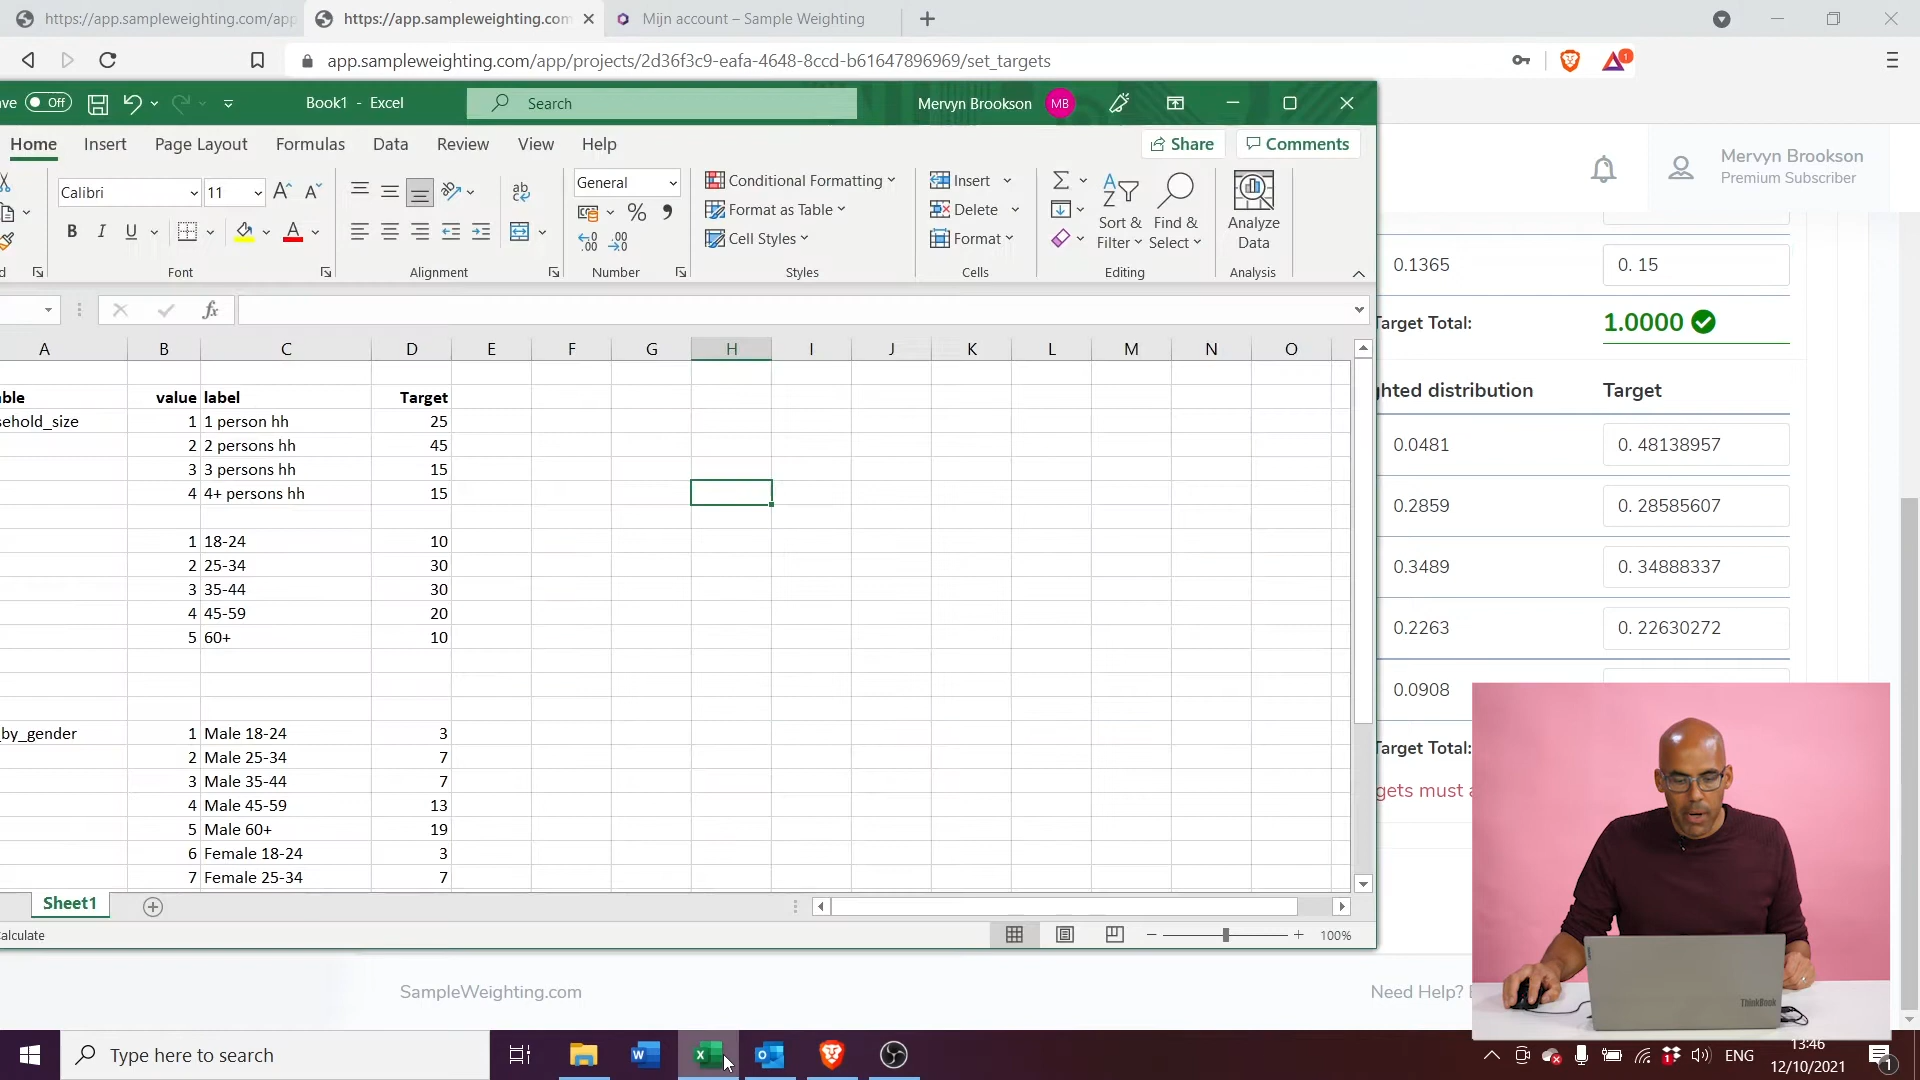 https://app.sampleweighting.com/app
https://app.sampleweighting.com
Mijn account – Sample Weighting
app.sampleweighting.com/app/projects/2d36f3c9-eafa-4648-8ccd-b61647896969/set_targets
1
ve Off
Book1 - Excel
Search
Mervyn Brookson MB
Home Insert Page Layout Formulas Data Review View Help
Share Comments
Calibri 11
General
Conditional Formatting
Format as Table
Cell Styles
Insert
Delete
Format
Sort & Filter
Find & Select
Analyze Data
Font Alignment Number Styles Cells Editing Analysis
A B C D E F G H I J K L M N O
ble value label Target
sehold_size 1 1 person hh 25
2 2 persons hh 45
3 3 persons hh 15
4 4+ persons hh 15
1 18-24 10
2 25-34 30
3 35-44 30
4 45-59 20
5 60+ 10
_by_gender 1 Male 18-24 3
2 Male 25-34 7
3 Male 35-44 7
4 Male 45-59 13
5 Male 60+ 19
6 Female 18-24 3
7 Female 25-34 7
Sheet1
alculate
100%
Mervyn Brookson
Premium Subscriber
0.1365 0. 15
Target Total: 1.0000
ghted distribution Target
0.0481 0. 48138957
0.2859 0. 28585607
0.3489 0. 34888337
0.2263 0. 22630272
0.0908
Target Total:
gets must a
SampleWeighting.com
Need Help? E
ThinkBook
Type here to search
ENG
13:46
12/10/2021
1